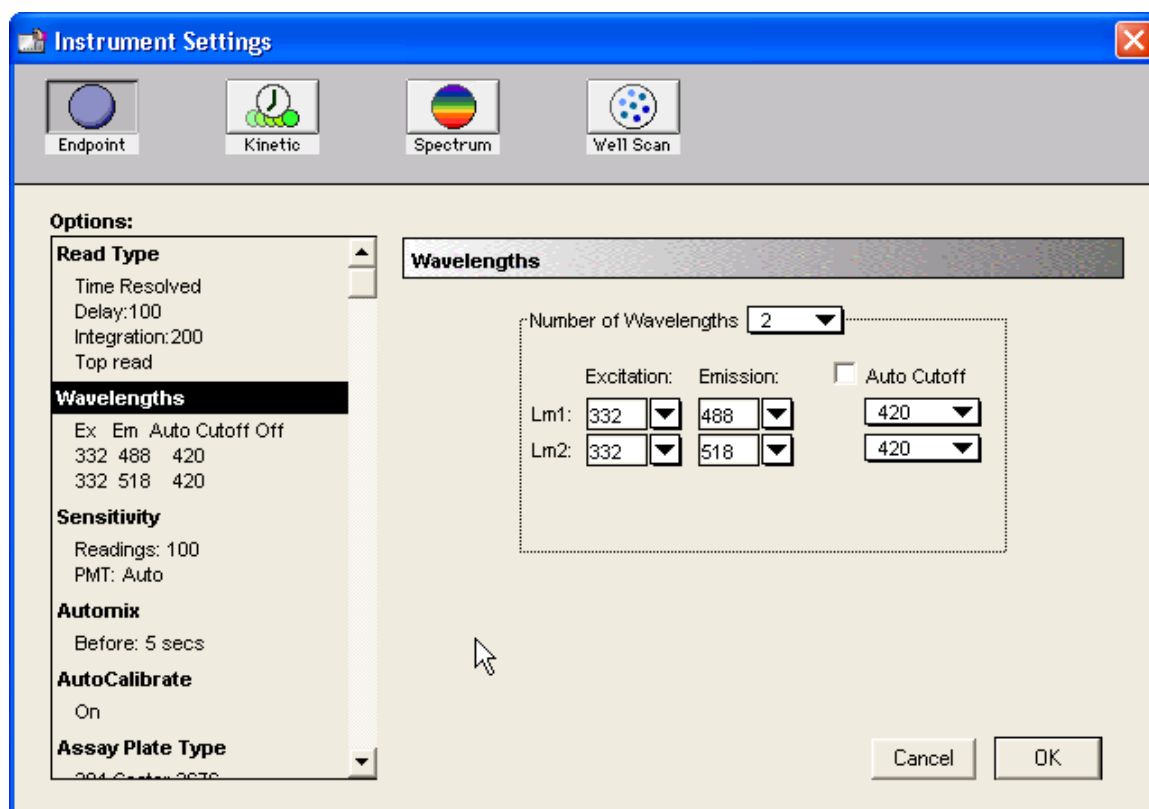 Instrument Settings
Endpoint
Kinetic
Spectrum
Well Scan
Options:
Read Type
Time Resolved
Delay:100
Integration:200
Top read
Wavelengths
Ex Em Auto Cutoff Off
332 488 420
332 518 420
Sensitivity
Readings: 100
PMT: Auto
Automix
Before: 5 secs
AutoCalibrate
On
Assay Plate Type
Wavelengths
Number of Wavelengths 2
Excitation: Emission: Auto Cutoff
Lm1: 332 488 420
Lm2: 332 518 420
Cancel OK